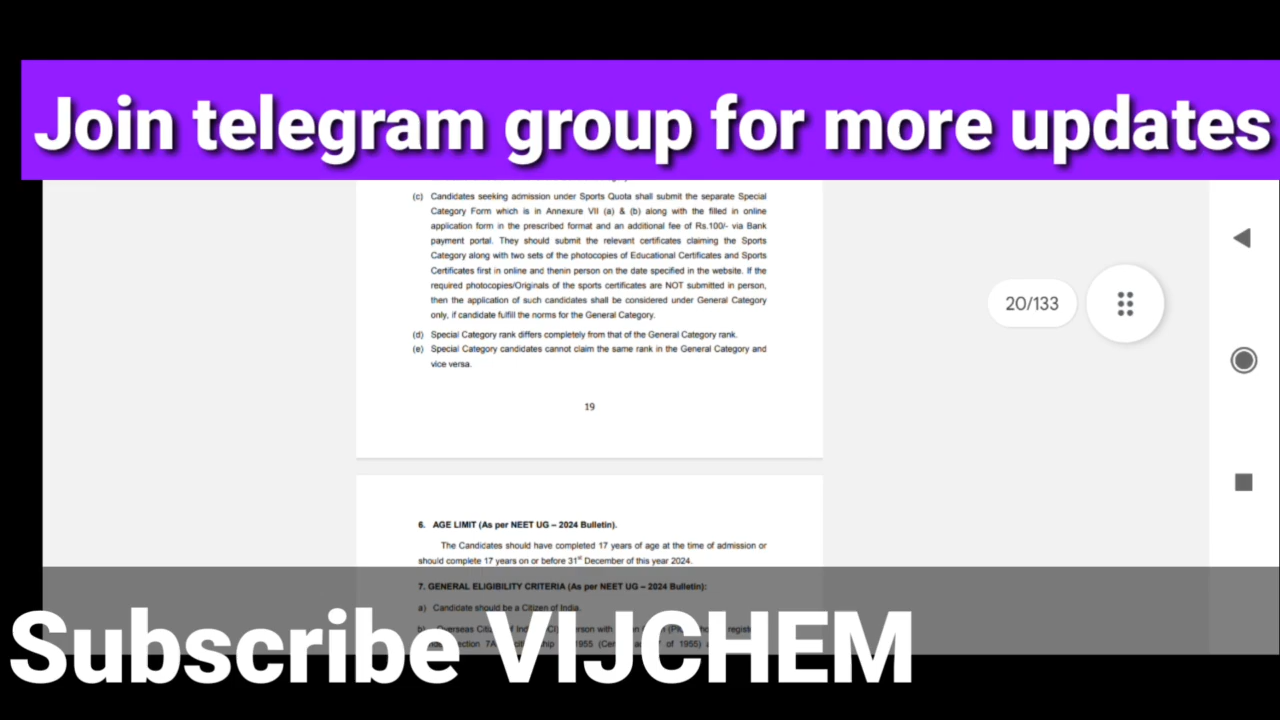 Join telegram group for more updates
(c) Candidates seeking admission under Sports Quota shall submit the separate Special
Category Form which is in Annexure VII (a) & (b) along with the filled in online
application form in the prescribed format and an additional fee of Rs.100/- via Bank
payment portal. They should submit the relevant certificates claiming the Sports
Category along with two sets of the photocopies of Educational Certificates and Sports
Certificates first in online and thenin person on the date specified in the website. If the
required photocopies/Originals of the sports certificates are NOT submitted in person,
then the application of such candidates shall be considered under General Category
only, if candidate fulfill the norms for the General Category.
(d) Special Category rank differs completely from that of the General Category rank.
(e) Special Category candidates cannot claim the same rank in the General Category and
vice versa.
19
20/133
6. AGE LIMIT (As per NEET UG – 2024 Bulletin).
The Candidates should have completed 17 years of age at the time of admission or
should complete 17 years on or before 31st December of this year 2024.
7. GENERAL ELIGIBILITY CRITERIA (As per NEET UG – 2024 Bulletin):
a) Candidate should be a Citizen of India.
b) Overseas with
1955 of 1955)
Subscribe VIJCHEM